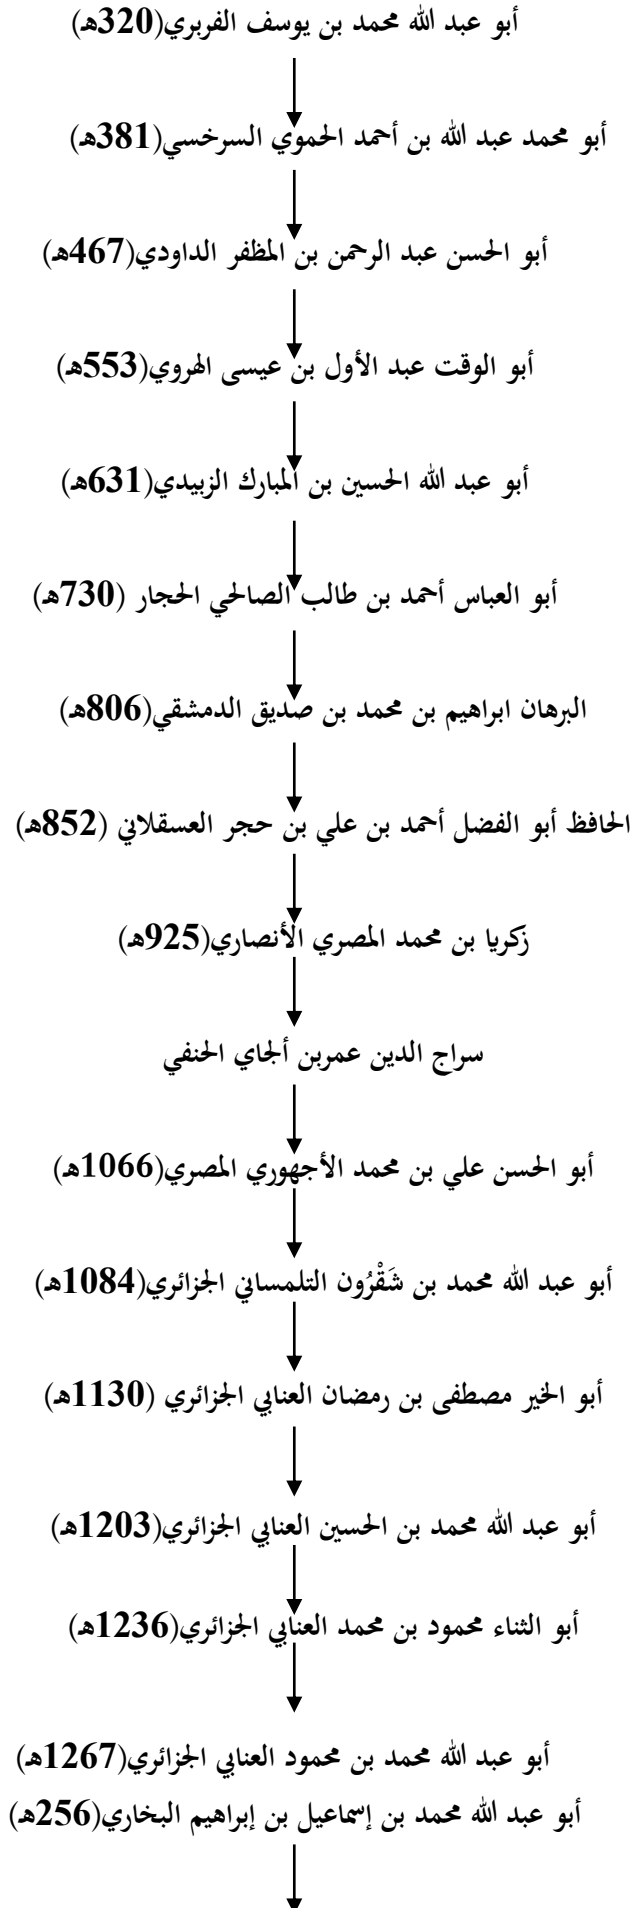 أبو عبد الله محمد بن يوسف الفربري(320هـ)
أبو محمد عبد الله بن أحمد الحموي السرخسي(381هـ)
أبو الحسن عبد الرحمن بن المظفر الداودي(467هـ)
أبو الوقت عبد الأول بن عيسى الهروي(553هـ)
أبو عبد الله الحسين بن المبارك الزبيدي(631هـ)
أبو العباس أحمد بن طالب الصالحي الحجار (730هـ)
البرهان ابراهيم بن محمد بن صديق الدمشقي(806هـ)
الحافظ أبو الفضل أحمد بن علي بن حجر العسقلاني (852هـ)
زكريا بن محمد المصري الأنصاري(925هـ)
سراج الدين عمربن ألجاي الحنفي
أبو الحسن علي بن محمد الأجهوري المصري(1066هـ)
أبو عبد الله محمد بن شَقْرُون التلمساني الجزائري(1084هـ)
أبو الخير مصطفى بن رمضان العنابي الجزائري (1130هـ)
أبو عبد الله محمد بن الحسين العنابي الجزائري(1203هـ)
أبو الثناء محمود بن محمد العنابي الجزائري(1236هـ)
أبو عبد الله محمد بن محمود العنابي الجزائري(1267هـ)
أبو عبد الله محمد بن إسماعيل بن إبراهيم البخاري(256هـ)